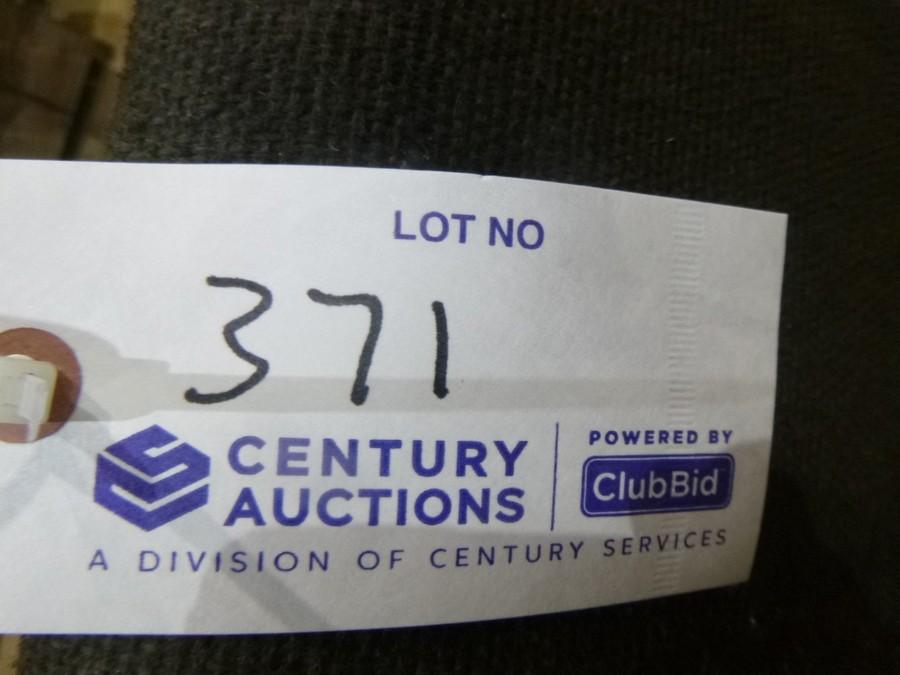 LOT NO
371
CENTURY
AUCTIONS
POWERED BY
ClubBid
A DIVISION OF CENTURY SERVICES